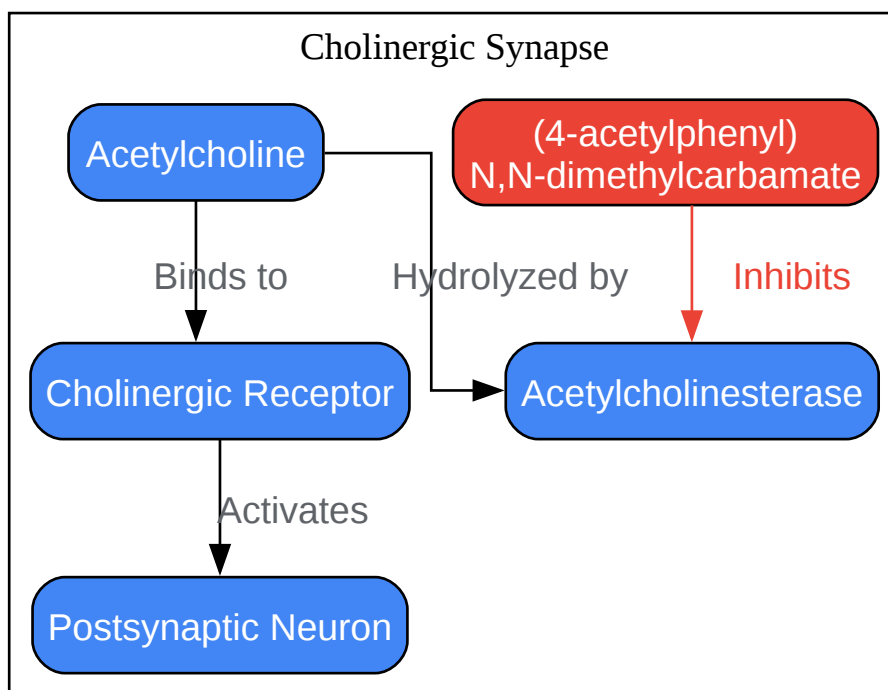 Cholinergic Synapse
Acetylcholine
(4-acetylphenyl)
N,N-dimethylcarbamate
Binds to
Hydrolyzed by
Inhibits
Cholinergic Receptor
Acetylcholinesterase
Activates
Postsynaptic Neuron